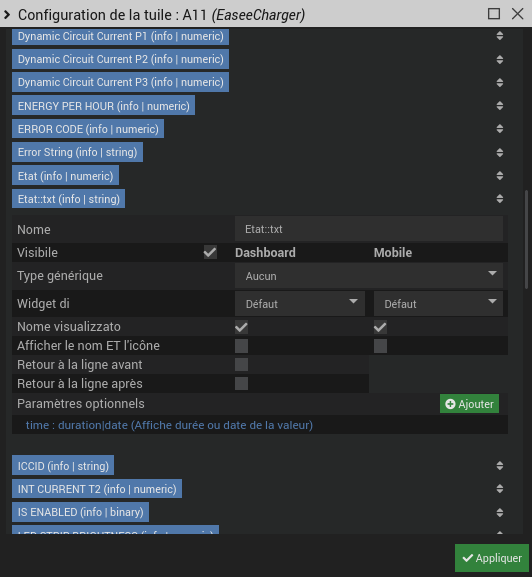 Configuration de la tuile : A11 (EaseeCharger)
Dynamic Circuit Current P1 (info | numeric)
Dynamic Circuit Current P2 (info | numeric)
Dynamic Circuit Current P3 (info | numeric)
ENERGY PER HOUR (info | numeric)
ERROR CODE (info | numeric)
Error String (info | string)
Etat (info | numeric)
Etat::txt (info | string)
Nome Etat::txt
Visibile Dashboard Mobile
Type générique Aucun
Widget di Défaut Défaut
Nome visualizzato
Afficher le nom ET l'icône
Retour à la ligne avant
Retour à la ligne après
Paramètres optionnels Ajouter
time : duration|date (Affiche durée ou date de la valeur)
ICCID (info | string)
INT CURRENT T2 (info | numeric)
IS ENABLED (info | binary)
LED STRIP BRIGHTNESS (info | numeric)
Appliquer